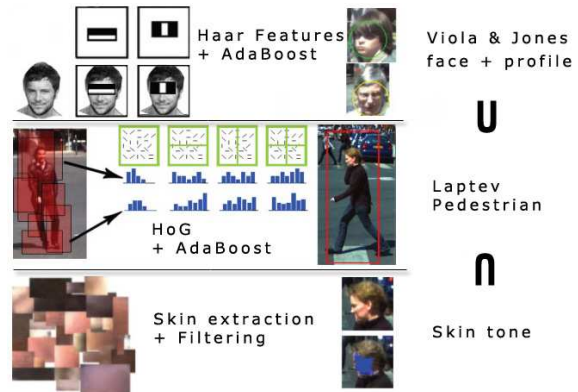 Haar Features
+ AdaBoost
Viola & Jones
face + profile
U
HoG
+ AdaBoost
Laptev
Pedestrian
∩
Skin extraction
+ Filtering
Skin tone